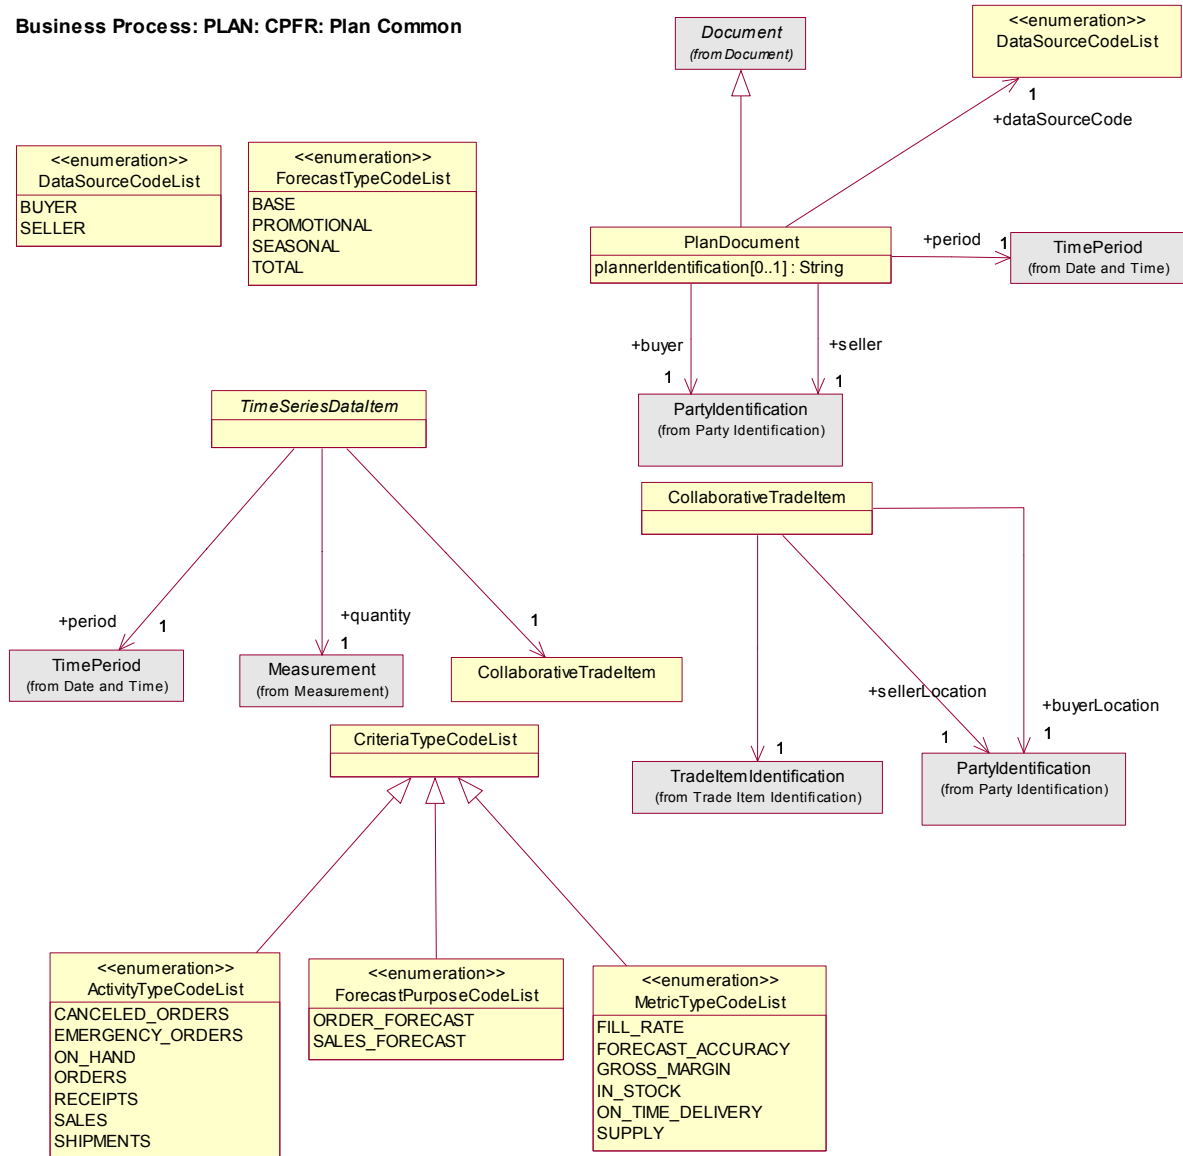 Business Process: PLAN: CPFR: Plan Common
Document
(from Document)
<<enumeration>>
DataSourceCodeList
1
+dataSourceCode
<<enumeration>>
DataSourceCodeList
BUYER
SELLER
<<enumeration>>
ForecastTypeCodeList
BASE
PROMOTIONAL
SEASONAL
TOTAL
PlanDocument
plannerIdentification[0..1] : String
+period
1
TimePeriod
(from Date and Time)
+buyer
1
+seller
1
PartyIdentification
(from Party Identification)
TimeSeriesDataItem
+period
1
+quantity
1
1
TimePeriod
(from Date and Time)
Measurement
(from Measurement)
CollaborativeTradeItem
CollaborativeTradeItem
+sellerLocation
+buyerLocation
1
1
1
TradeItemIdentification
(from Trade Item Identification)
PartyIdentification
(from Party Identification)
CriteriaTypeCodeList
<<enumeration>>
ActivityTypeCodeList
CANCELED_ORDERS
EMERGENCY_ORDERS
ON_HAND
ORDERS
RECEIPTS
SALES
SHIPMENTS
<<enumeration>>
ForecastPurposeCodeList
ORDER_FORECAST
SALES_FORECAST
<<enumeration>>
MetricTypeCodeList
FILL_RATE
FORECAST_ACCURACY
GROSS_MARGIN
IN_STOCK
ON_TIME_DELIVERY
SUPPLY